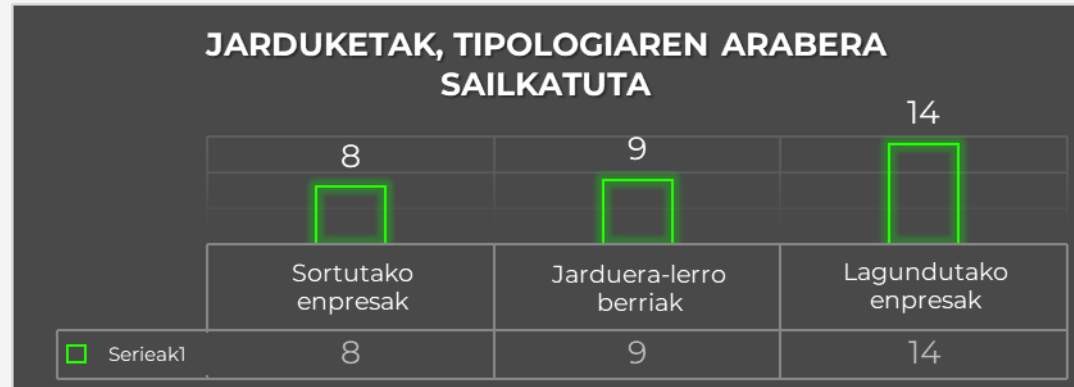 JARDUKETAK, TIPOLOGIAREN ARABERA
SAILKATUTA
8
9
14
Sortutako
enpresak
Jarduera-lerro
berriak
Lagundutako
enpresak
Serieak1
8
9
14